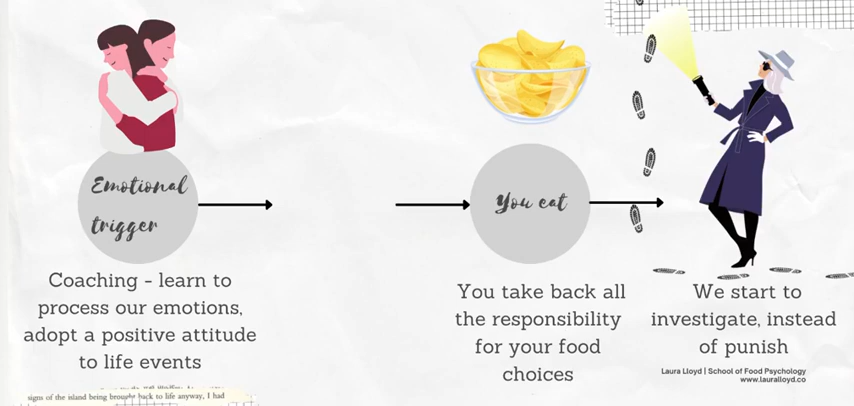 Emotional
trigger
You eat
Coaching - learn to
process our emotions,
adopt a positive attitude
to life events
You take back all
the responsibility
for your food
choices
We start to
investigate, instead
of punish
Laura Lloyd | School of Food Psychology
www.lauralloyd.co
signs of the island being brought back to life anyway, I had